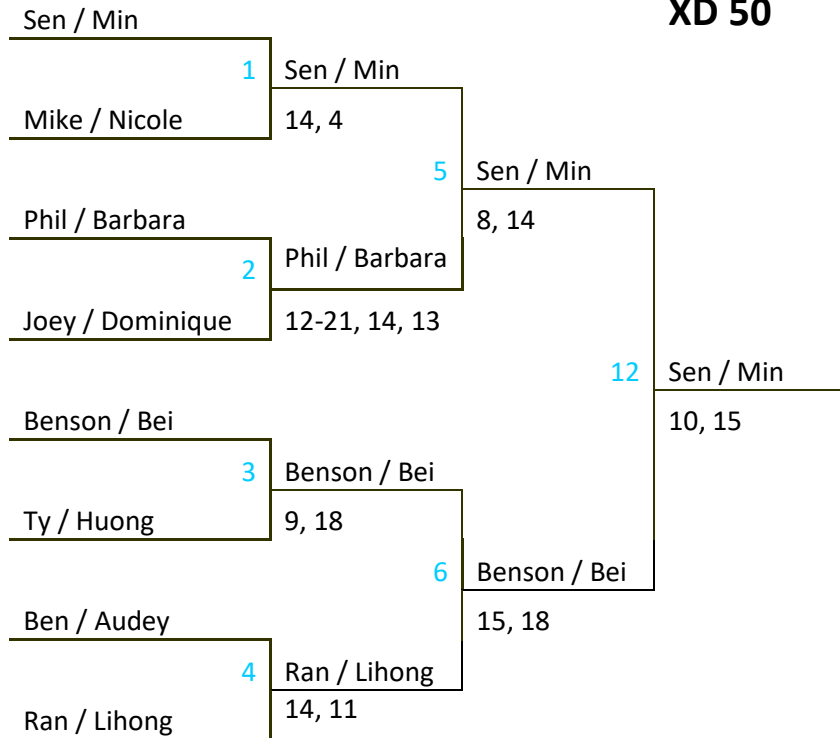 XD 50
Sen / Min
1
Sen / Min
Mike / Nicole
14, 4
5
Sen / Min
Phil / Barbara
8, 14
2
Phil / Barbara
Joey / Dominique
12-21, 14, 13
12
Sen / Min
Benson / Bei
10, 15
3
Benson / Bei
Ty / Huong
9, 18
6
Benson / Bei
Ben / Audey
15, 18
4
Ran / Lihong
14, 11
Ran / Lihong